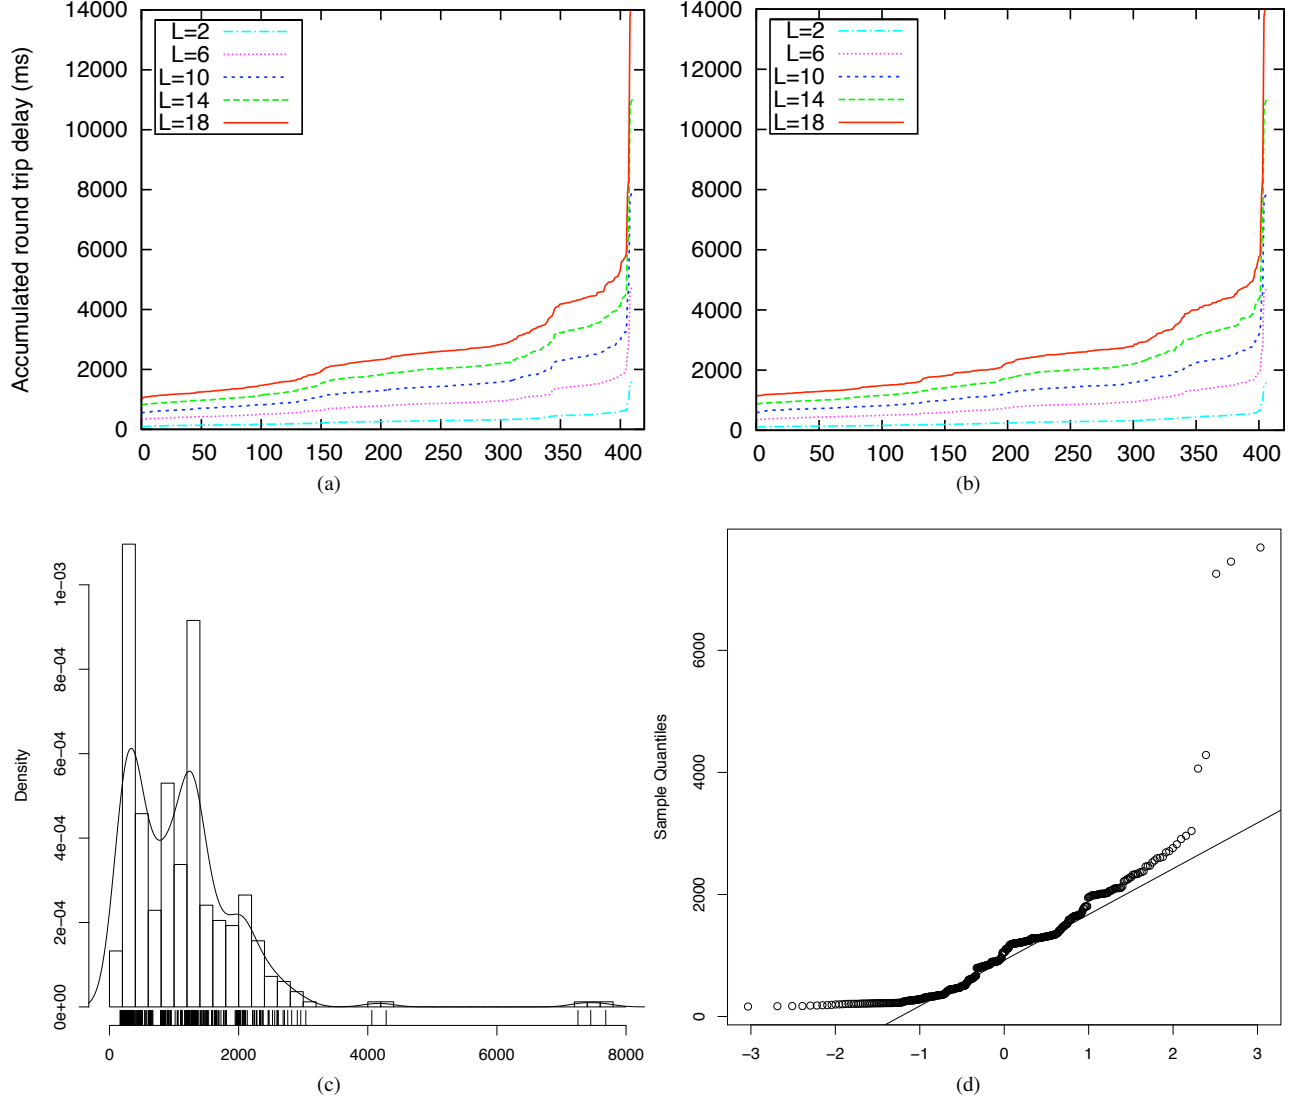 Accumulated round trip delay (ms)
14000
12000
10000
8000
6000
4000
2000
0
L=2
L=6
L=10
L=14
L=18
0 50 100 150 200 250 300 350 400
(a)
14000
12000
10000
8000
6000
4000
2000
0
L=2
L=6
L=10
L=14
L=18
0 50 100 150 200 250 300 350 400
(b)
Density
1e-03
8e-04
6e-04
4e-04
2e-04
0e+00
0 2000 4000 6000 8000
(c)
Sample Quantiles
6000
4000
2000
0
-3 -2 -1 0 1 2 3
(d)